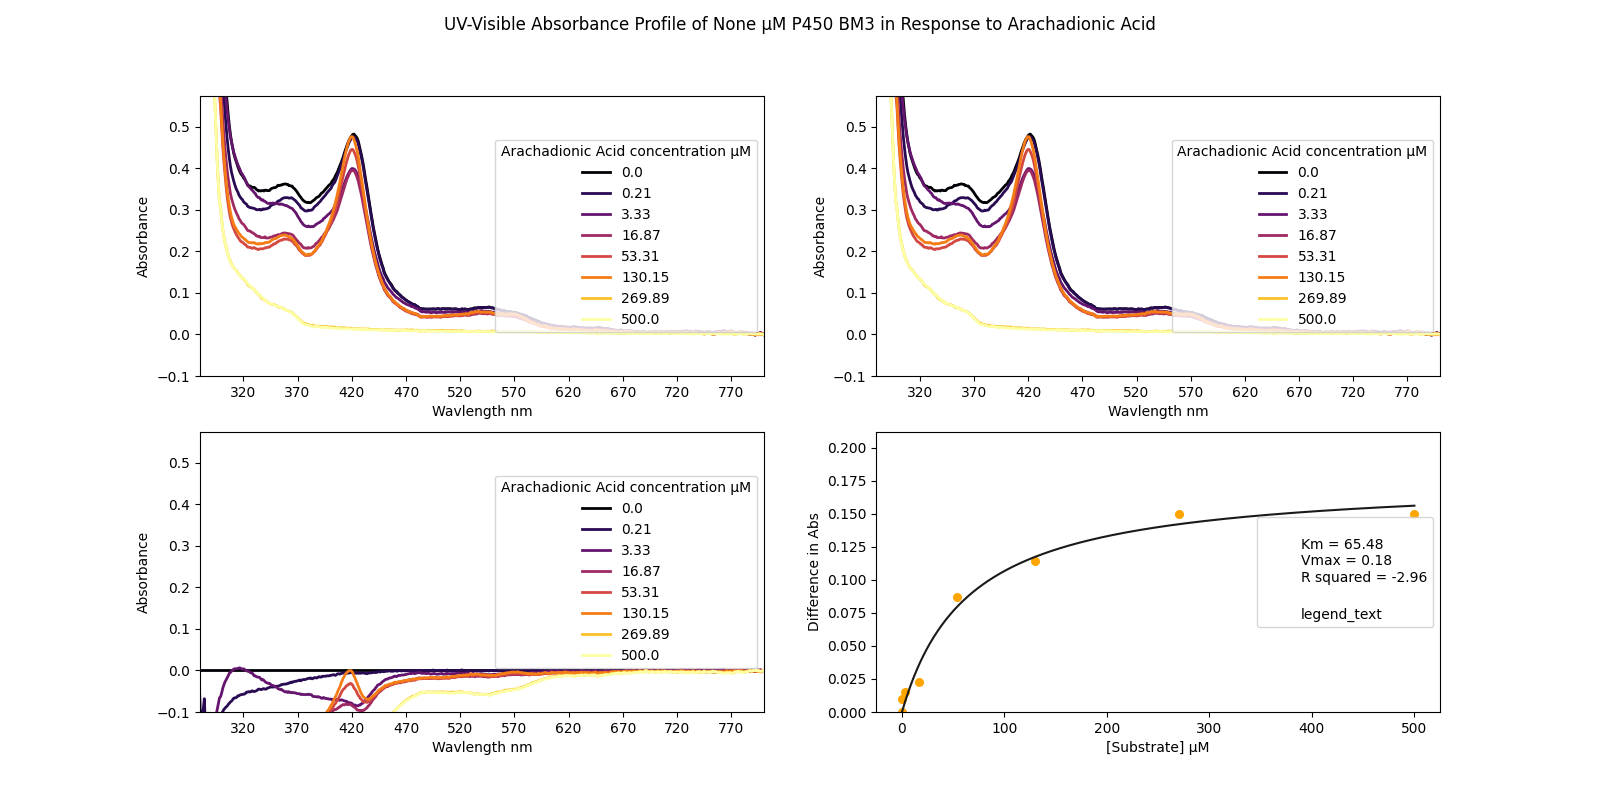 UV-Visible Absorbance Profile of None μM P450 BM3 in Response to Arachadionic Acid
0.5
0.4
0.3
0.2
0.1
0.0
−0.1
Absorbance
320 370 420 470 520 570 620 670 720 770
Wavlength nm
Arachadionic Acid concentration μM
0.0
0.21
3.33
16.87
53.31
130.15
269.89
500.0
0.5
0.4
0.3
0.2
0.1
0.0
−0.1
Absorbance
320 370 420 470 520 570 620 670 720 770
Wavlength nm
Arachadionic Acid concentration μM
0.0
0.21
3.33
16.87
53.31
130.15
269.89
500.0
0.5
0.4
0.3
0.2
0.1
0.0
−0.1
Absorbance
320 370 420 470 520 570 620 670 720 770
Wavlength nm
Arachadionic Acid concentration μM
0.0
0.21
3.33
16.87
53.31
130.15
269.89
500.0
0.200
0.175
0.150
0.125
0.100
0.075
0.050
0.025
0.000
Difference in Abs
0 100 200 300 400 500
[Substrate] μM
Km = 65.48
Vmax = 0.18
R squared = -2.96
legend_text